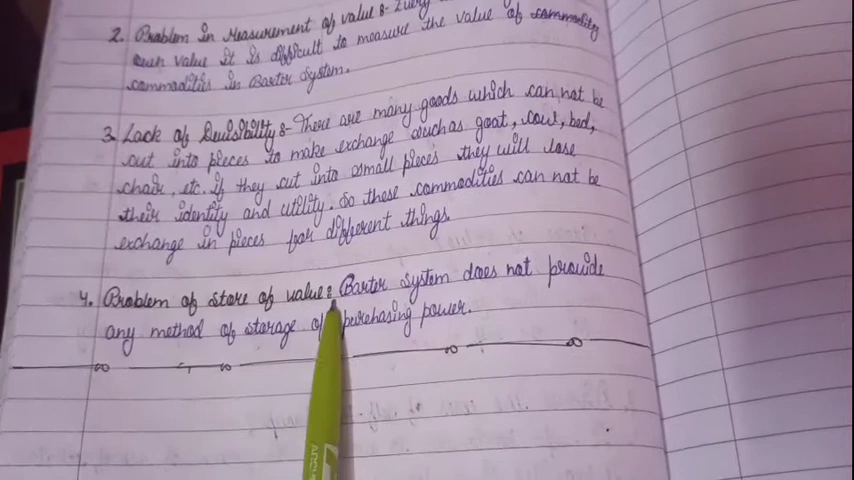 2. Problem in Measurement of value :- Every
such value it is difficult to measure the value of commodity
commodities in Barter System.
3. Lack of Devisibility :- There are many goods which can not be
cut into pieces to make exchange such as goat, cow, bed,
chair, etc. if they cut into small pieces they will lose
their identity and utility. So these commodities can not be
exchange in pieces for different things.
4. Problem of store of value : Barter system does not provide
any method of storage of purchasing power.